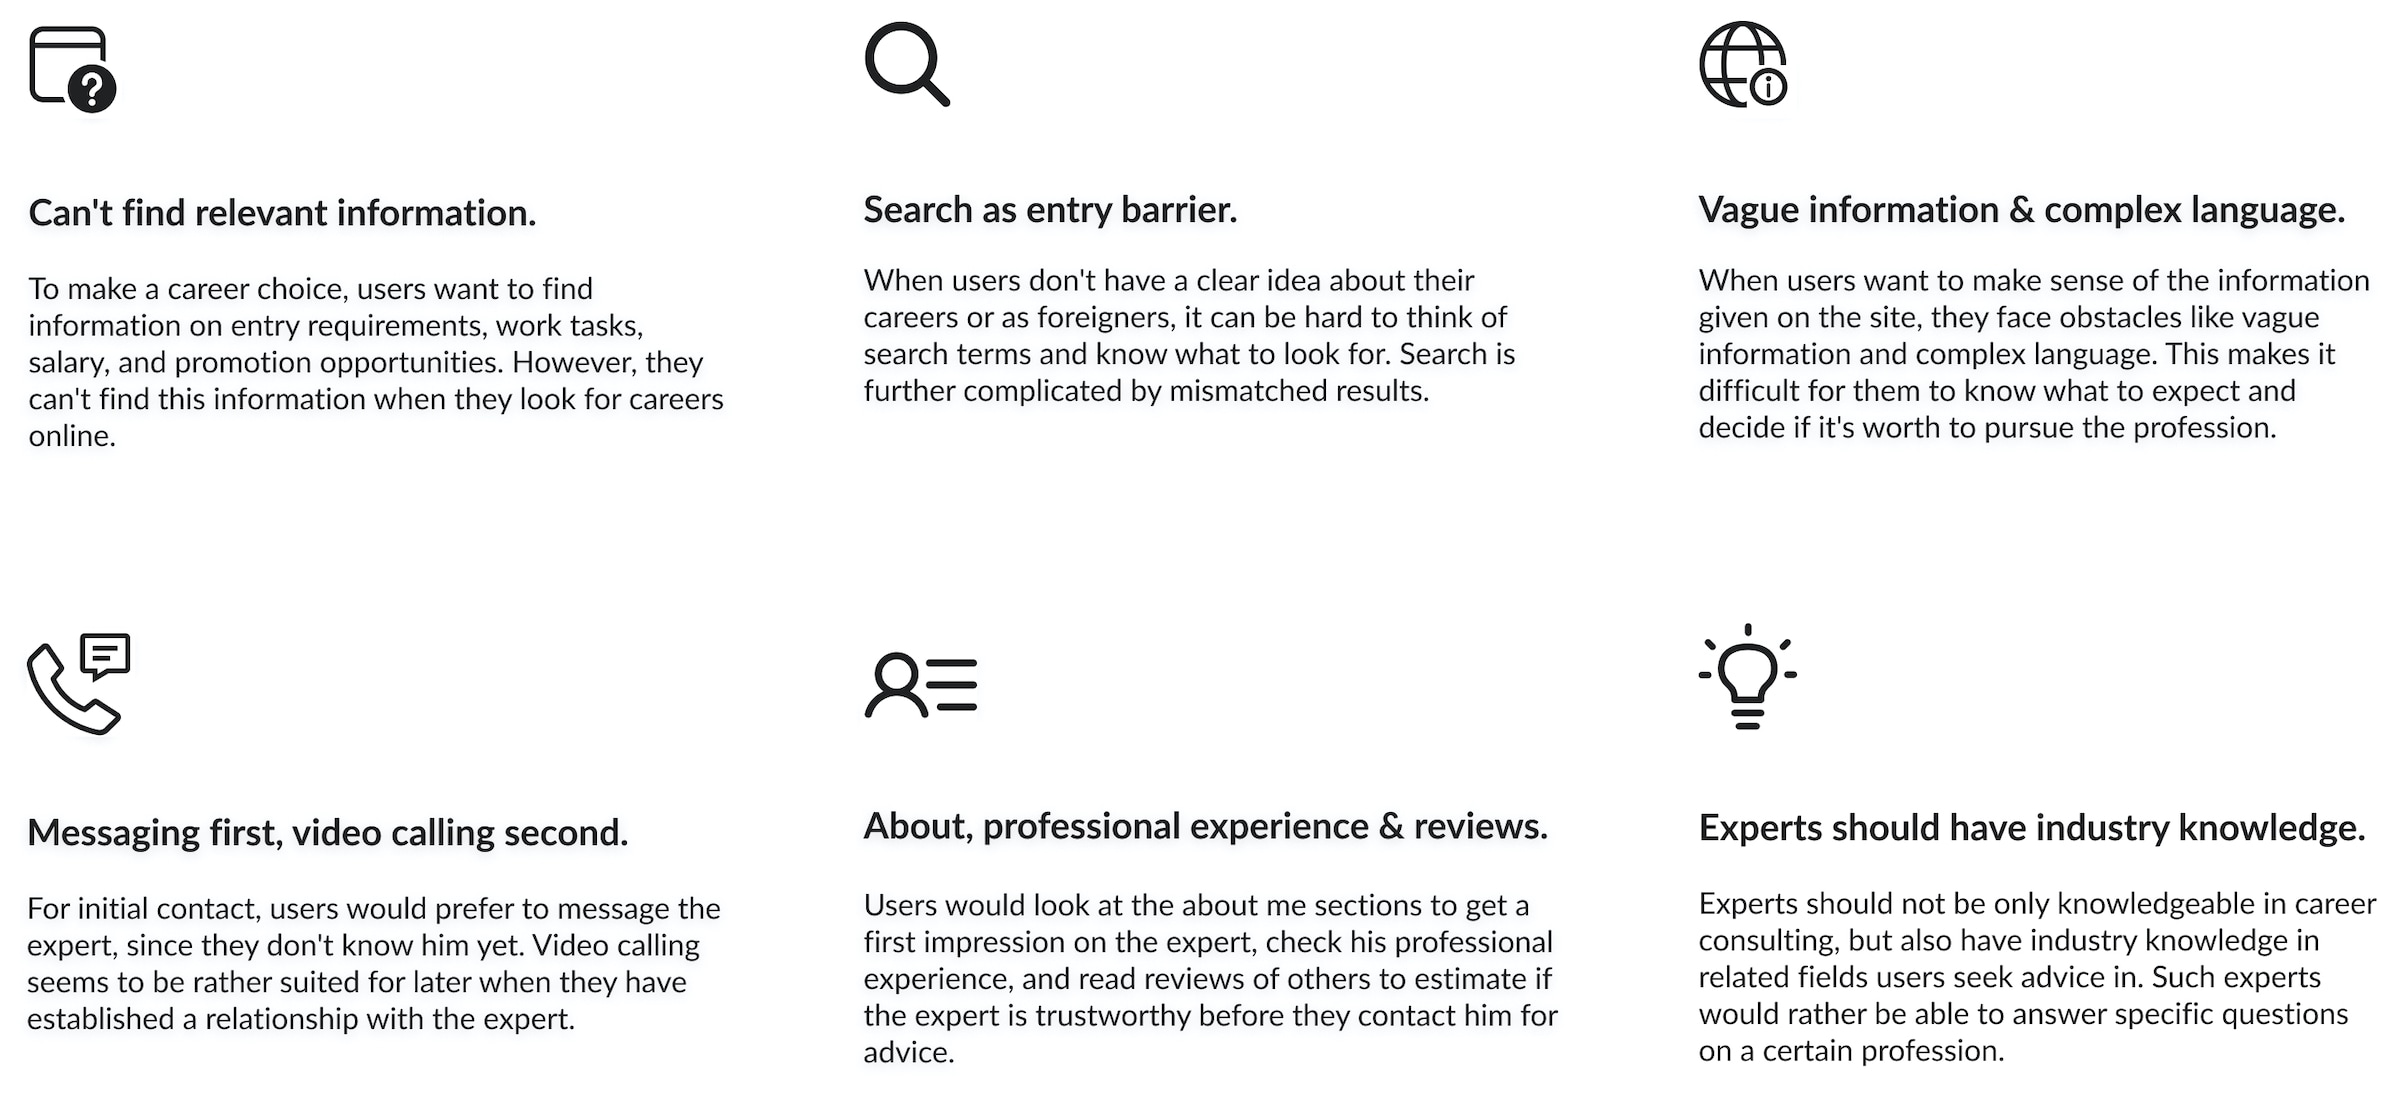 Can't find relevant information.
To make a career choice, users want to find
information on entry requirements, work tasks,
salary, and promotion opportunities. However, they
can't find this information when they look for careers
online.
Search as entry barrier.
When users don't have a clear idea about their
careers or as foreigners, it can be hard to think of
search terms and know what to look for. Search is
further complicated by mismatched results.
Vague information & complex language.
When users want to make sense of the information
given on the site, they face obstacles like vague
information and complex language. This makes it
difficult for them to know what to expect and
decide if it's worth to pursue the profession.
Messaging first, video calling second.
For initial contact, users would prefer to message the
expert, since they don't know him yet. Video calling
seems to be rather suited for later when they have
established a relationship with the expert.
About, professional experience & reviews.
Users would look at the about me sections to get a
first impression on the expert, check his professional
experience, and read reviews of others to estimate if
the expert is trustworthy before they contact him for
advice.
Experts should have industry knowledge.
Experts should not be only knowledgeable in career
consulting, but also have industry knowledge in
related fields users seek advice in. Such experts
would rather be able to answer specific questions
on a certain profession.